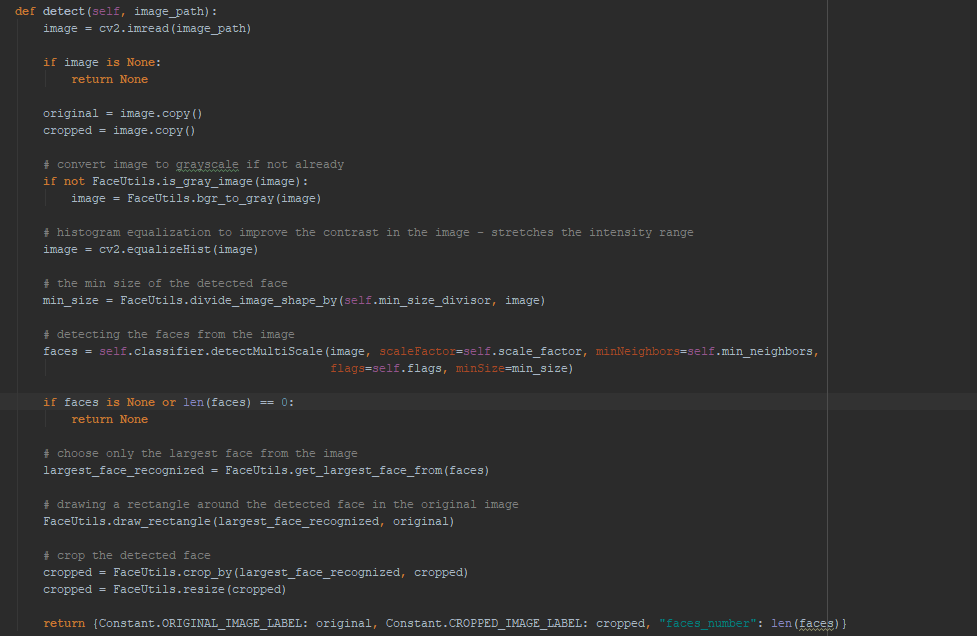 def detect(self, image_path):
    image = cv2.imread(image_path)

    if image is None:
        return None

    original = image.copy()
    cropped = image.copy()

    # convert image to grayscale if not already
    if not FaceUtils.is_gray_image(image):
        image = FaceUtils.bgr_to_gray(image)

    # histogram equalization to improve the contrast in the image - stretches the intensity range
    image = cv2.equalizeHist(image)

    # the min size of the detected face
    min_size = FaceUtils.divide_image_shape_by(self.min_size_divisor, image)

    # detecting the faces from the image
    faces = self.classifier.detectMultiScale(image, scaleFactor=self.scale_factor, minNeighbors=self.min_neighbors,
                                             flags=self.flags, minSize=min_size)

    if faces is None or len(faces) == 0:
        return None

    # choose only the largest face from the image
    largest_face_recognized = FaceUtils.get_largest_face_from(faces)

    # drawing a rectangle around the detected face in the original image
    FaceUtils.draw_rectangle(largest_face_recognized, original)

    # crop the detected face
    cropped = FaceUtils.crop_by(largest_face_recognized, cropped)
    cropped = FaceUtils.resize(cropped)

    return {Constant.ORIGINAL_IMAGE_LABEL: original, Constant.CROPPED_IMAGE_LABEL: cropped, "faces_number": len(faces)}